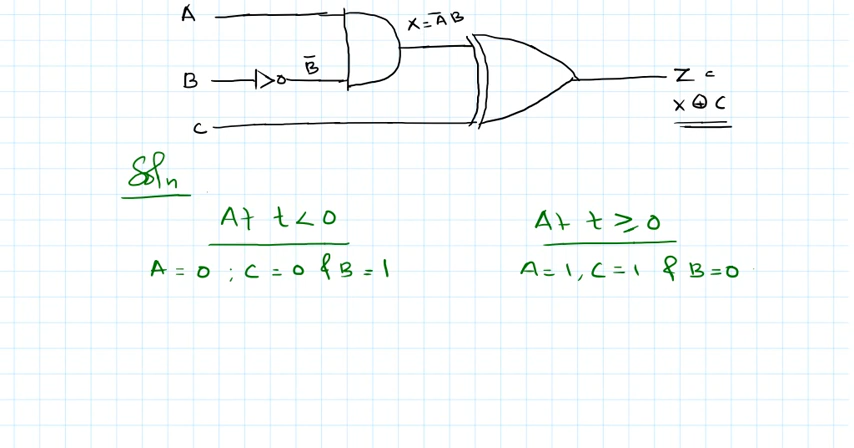 A
X = A̅ B
B
B̅
Z =
X ⊕ C
C
Soln
At t < 0
At t ≥ 0
A = 0 ; C = 0 & B = 1
A = 1, C = 1 & B = 0